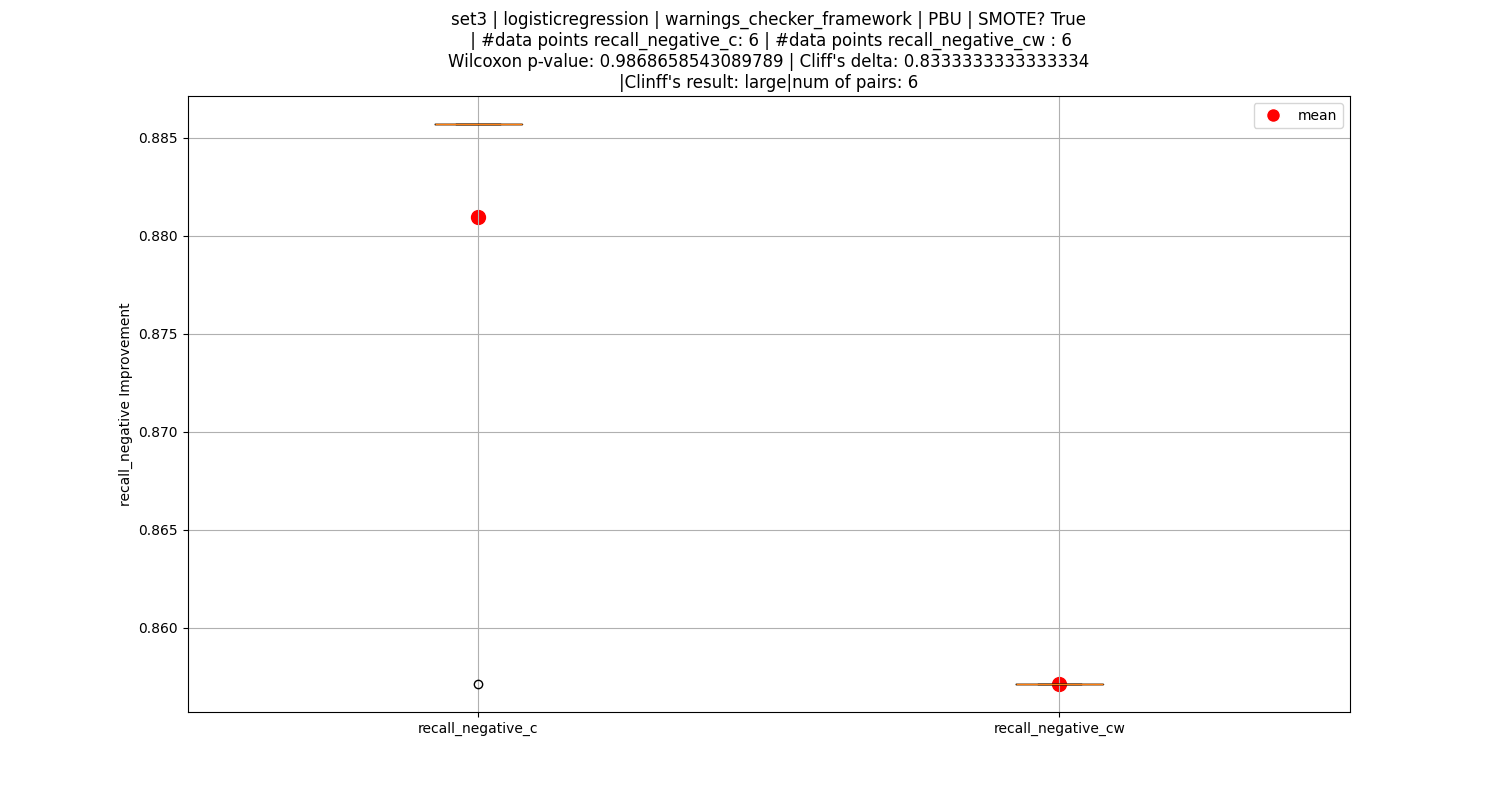 set3 | logisticregression | warnings_checker_framework | PBU | SMOTE? True
| #data points recall_negative_c: 6 | #data points recall_negative_cw : 6
Wilcoxon p-value: 0.9868658543089789 | Cliff's delta: 0.8333333333333334
|Clinff's result: large|num of pairs: 6
mean
0.885
0.880
0.875
0.870
0.865
0.860
recall_negative Improvement
recall_negative_c
recall_negative_cw